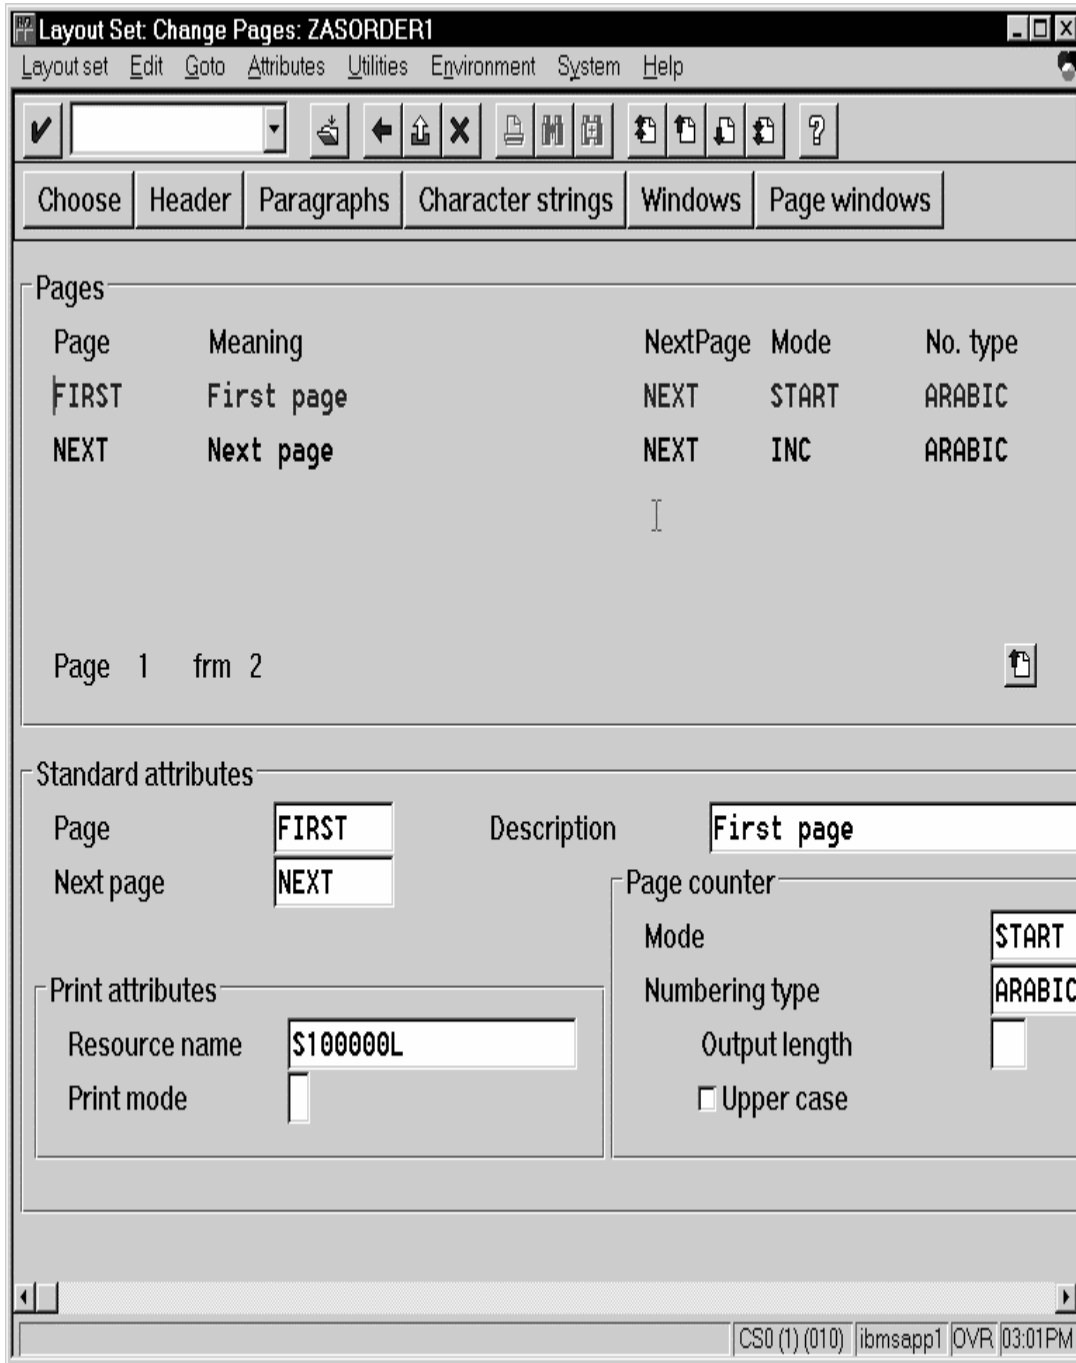 Layout Set: Change Pages: ZASORDER1
Layout set Edit Goto Attributes Utilities Environment System Help
Choose Header Paragraphs Character strings Windows Page windows
Pages
Page Meaning NextPage Mode No. type
FIRST First page NEXT START ARABIC
NEXT Next page NEXT INC ARABIC
Page 1 frm 2
Standard attributes
Page FIRST Description First page
Next page NEXT
Page counter
Mode START
Print attributes
Numbering type ARABIC
Resource name S100000L
Output length
Print mode
Upper case
CS0 (1) (010) ibmsapp1 OVR 03:01PM